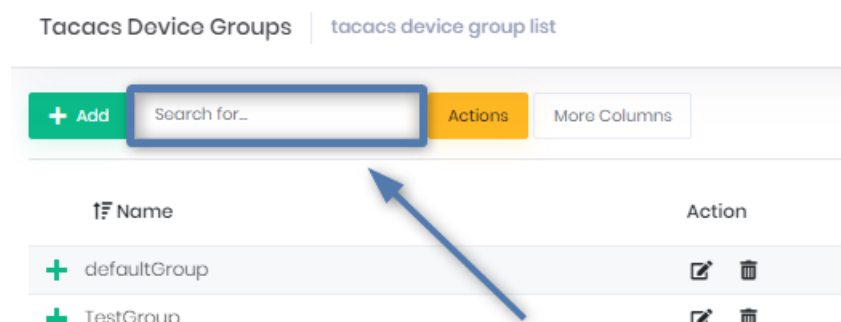 Tacacs Device Groups tacacs device group list
Add Search for... Actions More Columns
Name Action
defaultGroup
TestGroup